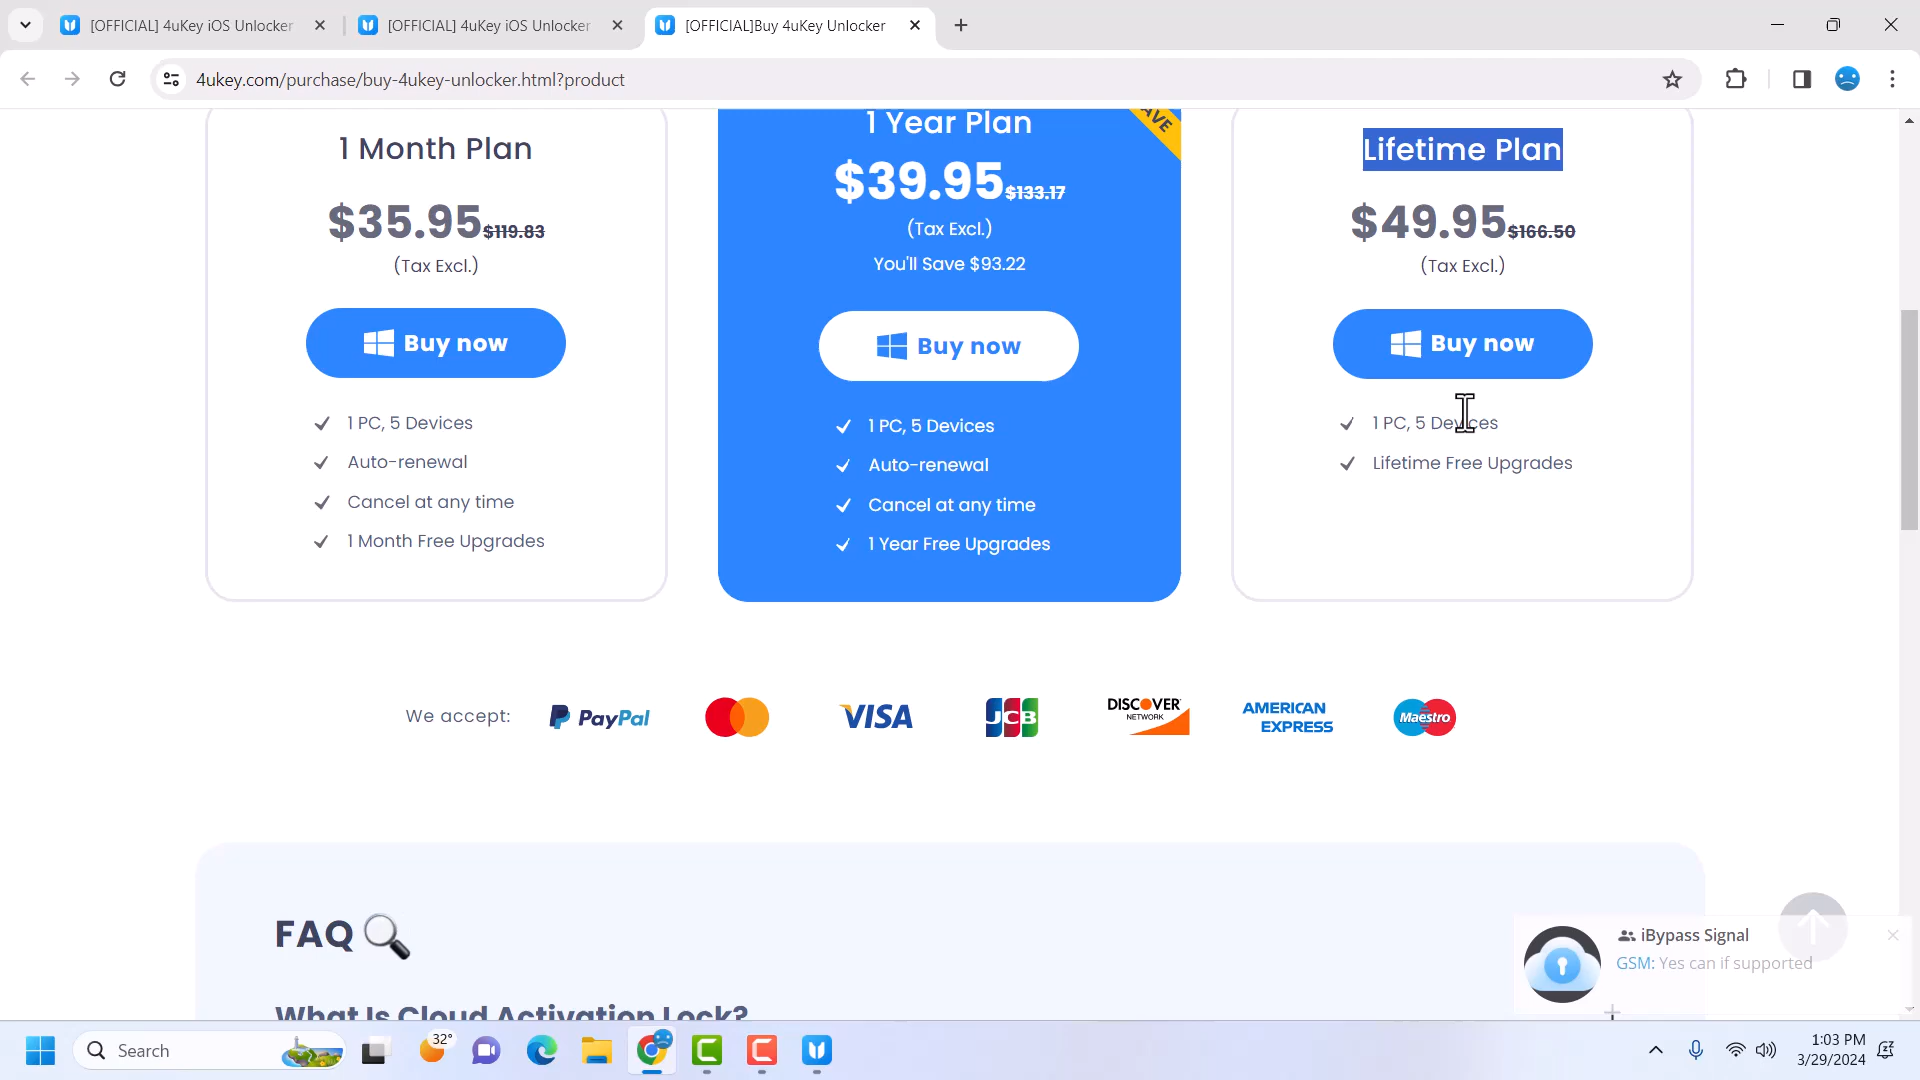 [OFFICIAL] 4uKey iOS Unlocker
[OFFICIAL] 4uKey iOS Unlocker
[OFFICIAL]Buy 4uKey Unlocker
4ukey.com/purchase/buy-4ukey-unlocker.html?product
1 Month Plan
$35.95 $119.83
(Tax Excl.)
Buy now
1 PC, 5 Devices
Auto-renewal
Cancel at any time
1 Month Free Upgrades
1 Year Plan
$39.95 $133.17
(Tax Excl.)
You'll Save $93.22
Buy now
1 PC, 5 Devices
Auto-renewal
Cancel at any time
1 Year Free Upgrades
Lifetime Plan
$49.95 $166.50
(Tax Excl.)
Buy now
1 PC, 5 Devices
Lifetime Free Upgrades
We accept: PayPal VISA JCB DISCOVER NETWORK AMERICAN EXPRESS Maestro
FAQ
What Is Cloud Activation Lock?
iBypass Signal
GSM: Yes can if supported
Search
32°
1:03 PM
3/29/2024